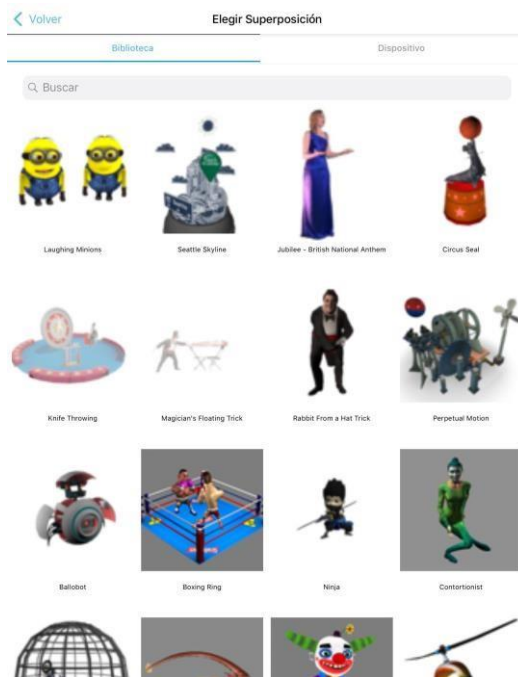 Volver
Elegir Superposición
Biblioteca
Dispositivo
Buscar
Laughing Minions
Seattle Skyline
Jubilee - British National Anthem
Circus Seal
Knife Throwing
Magician's Floating Trick
Rabbit From a Hat Trick
Perpetual Motion
Ballobot
Boxing Ring
Ninja
Contortionist